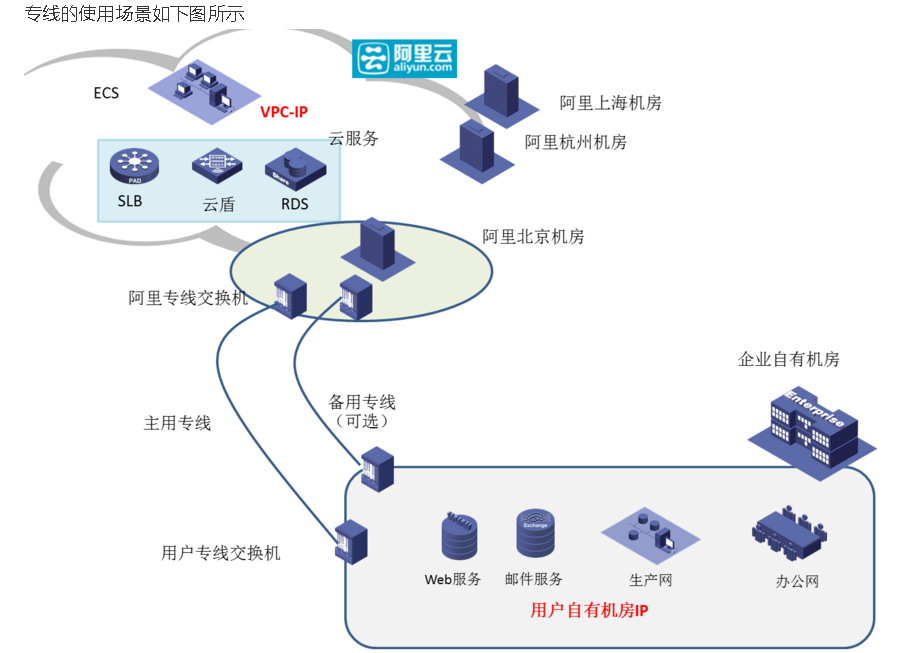 专线的使用场景如下图所示
阿里云
aliyun.com
ECS
VPC-IP
阿里上海机房
阿里杭州机房
云服务
PAD
Share
SLB
云盾
RDS
阿里北京机房
阿里专线交换机
企业自有机房
Enterprise
主用专线
备用专线
（可选）
用户专线交换机
Exchange
Web服务
邮件服务
生产网
办公网
用户自有机房IP